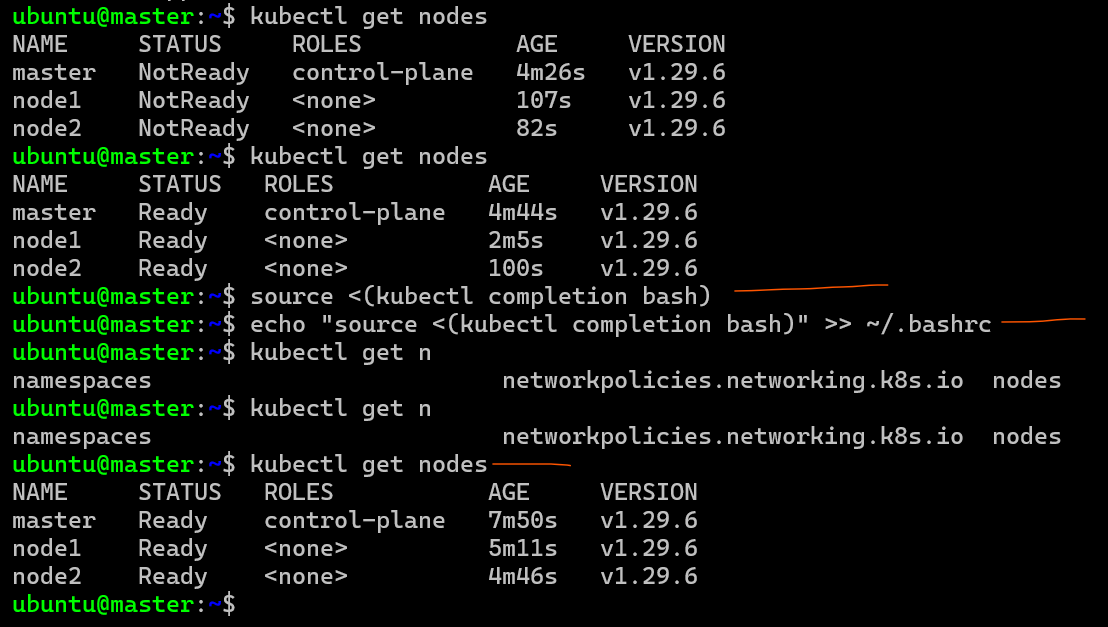 ubuntu@master:~$ kubectl get nodes
NAME     STATUS     ROLES           AGE     VERSION
master   NotReady   control-plane   4m26s   v1.29.6
node1    NotReady   <none>          107s    v1.29.6
node2    NotReady   <none>          82s     v1.29.6
ubuntu@master:~$ kubectl get nodes
NAME     STATUS   ROLES           AGE     VERSION
master   Ready    control-plane   4m44s   v1.29.6
node1    Ready    <none>          2m5s    v1.29.6
node2    Ready    <none>          100s    v1.29.6
ubuntu@master:~$ source <(kubectl completion bash)
ubuntu@master:~$ echo "source <(kubectl completion bash)" >> ~/.bashrc
ubuntu@master:~$ kubectl get n
namespaces                         networkpolicies.networking.k8s.io  nodes
ubuntu@master:~$ kubectl get n
namespaces                         networkpolicies.networking.k8s.io  nodes
ubuntu@master:~$ kubectl get nodes
NAME     STATUS   ROLES           AGE     VERSION
master   Ready    control-plane   7m50s   v1.29.6
node1    Ready    <none>          5m11s   v1.29.6
node2    Ready    <none>          4m46s   v1.29.6
ubuntu@master:~$